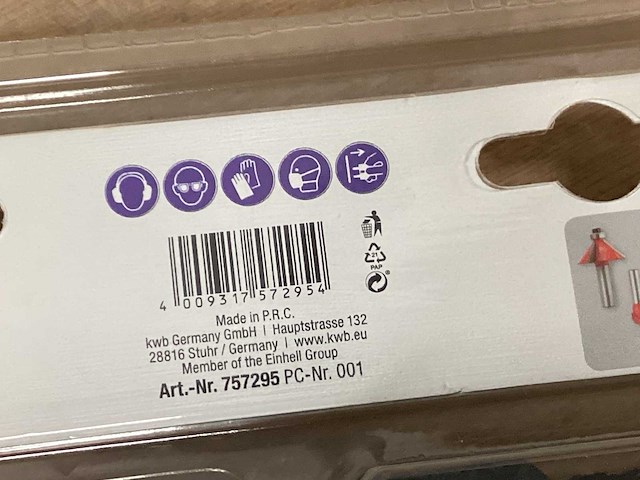 4 009317 572954
21
PAP
Made in P.R.C.
kwb Germany GmbH | Hauptstrasse 132
28816 Stuhr / Germany | www.kwb.eu
Member of the Einhell Group
Art.-Nr. 757295 PC-Nr. 001